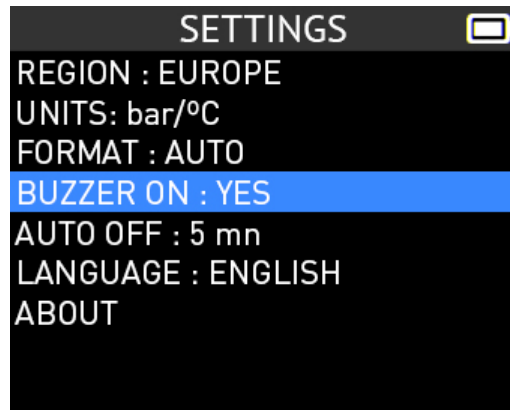 SETTINGS
REGION : EUROPE
UNITS: bar/ºC
FORMAT : AUTO
BUZZER ON : YES
AUTO OFF : 5 mn
LANGUAGE : ENGLISH
ABOUT